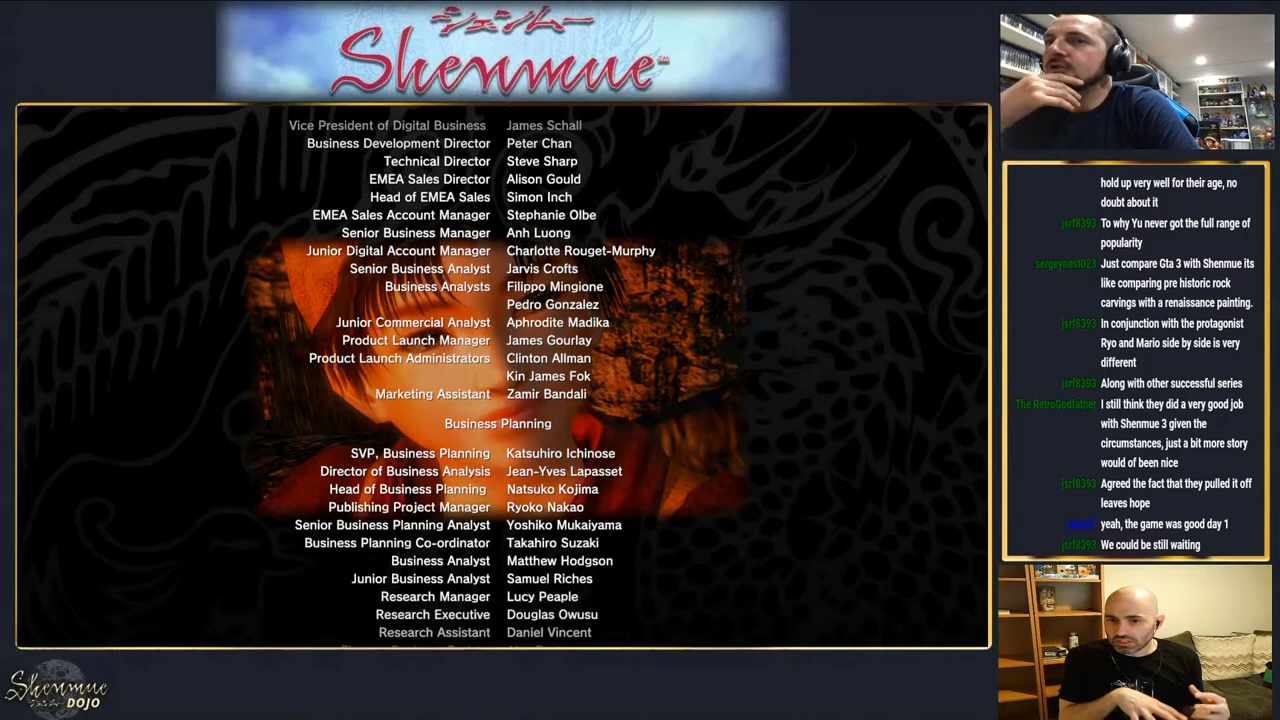 シェンムー
Shenmue™
Vice President of Digital Business James Schall
Business Development Director Peter Chan
Technical Director Steve Sharp
EMEA Sales Director Alison Gould
Head of EMEA Sales Simon Inch
EMEA Sales Account Manager Stephanie Olbe
Senior Business Manager Anh Luong
Junior Digital Account Manager Charlotte Rouget-Murphy
Senior Business Analyst Jarvis Crofts
Business Analysts Filippo Mingione
Pedro Gonzalez
Junior Commercial Analyst Aphrodite Madika
Product Launch Manager James Gourlay
Product Launch Administrators Clinton Allman
Kin James Fok
Marketing Assistant Zamir Bandali
Business Planning
SVP, Business Planning Katsuhiro Ichinose
Director of Business Analysis Jean-Yves Lapasset
Head of Business Planning Natsuko Kojima
Publishing Project Manager Ryoko Nakao
Senior Business Planning Analyst Yoshiko Mukaiyama
Business Planning Co-ordinator Takahiro Suzaki
Business Analyst Matthew Hodgson
Junior Business Analyst Samuel Riches
Research Manager Lucy Peaple
Research Executive Douglas Owusu
Research Assistant Daniel Vincent
hold up very well for their age, no
doubt about it
jsrf8393 To why Yu never got the full range of
popularity
sergeynest023 Just compare Gta 3 with Shenmue its
like comparing pre historic rock
carvings with a renaissance painting.
jsrf8393 In conjunction with the protagonist
Ryo and Mario side by side is very
different
jsrf8393 Along with other successful series
The RetroGodfather I still think they did a very good job
with Shenmue 3 given the
circumstances, just a bit more story
would of been nice
jsrf8393 Agreed the fact that they pulled it off
leaves hope
yeah, the game was good day 1
jsrf8393 We could be still waiting
Shenmue
シェンムー DOJO